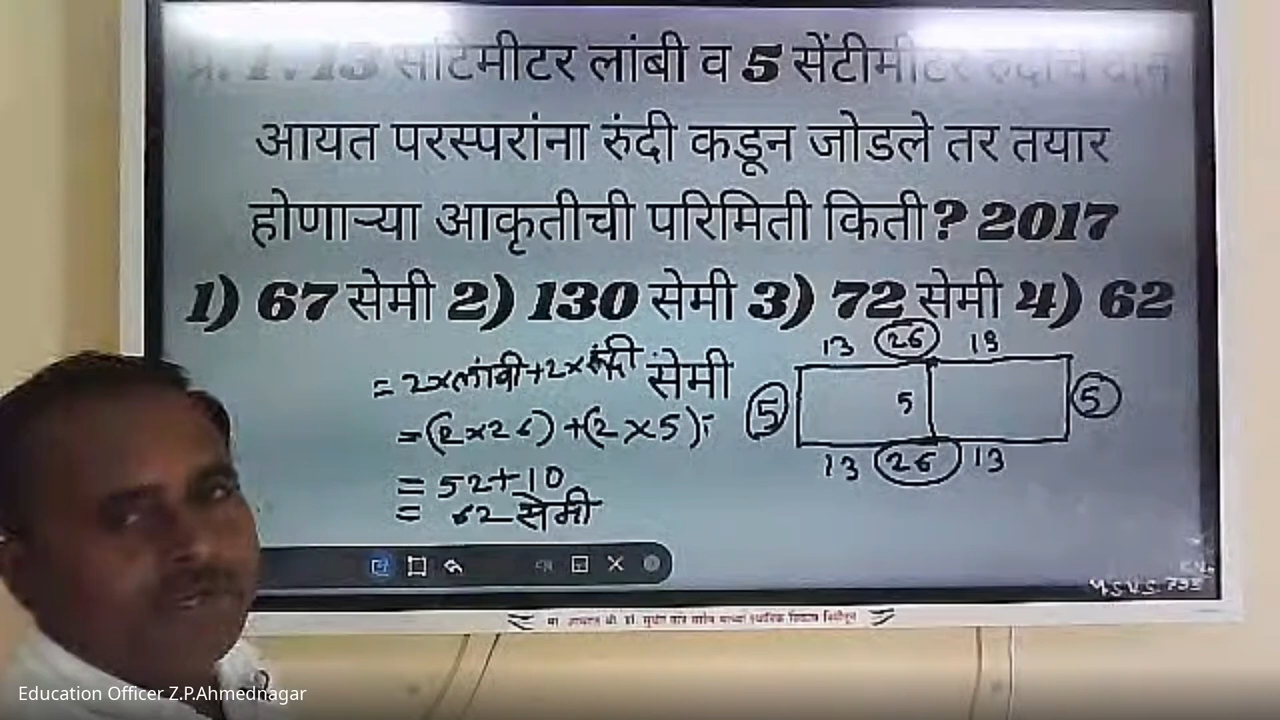 प्र. 1. 13 सेंटिमीटर लांबी व 5 सेंटीमीटर रुंदीचे दोन
आयत परस्परांना रुंदी कडून जोडले तर तयार
होणाऱ्या आकृतीची परिमिती किती? 2017
1) 67 सेमी 2) 130 सेमी 3) 72 सेमी 4) 62
सेमी
= 2×लांबी+2×रुंदी
= (2×26) + (2×5)
= 52+10
= 62 सेमी
13 26 13
5 5 5
13 26 13
Education Officer Z.P.Ahmednagar